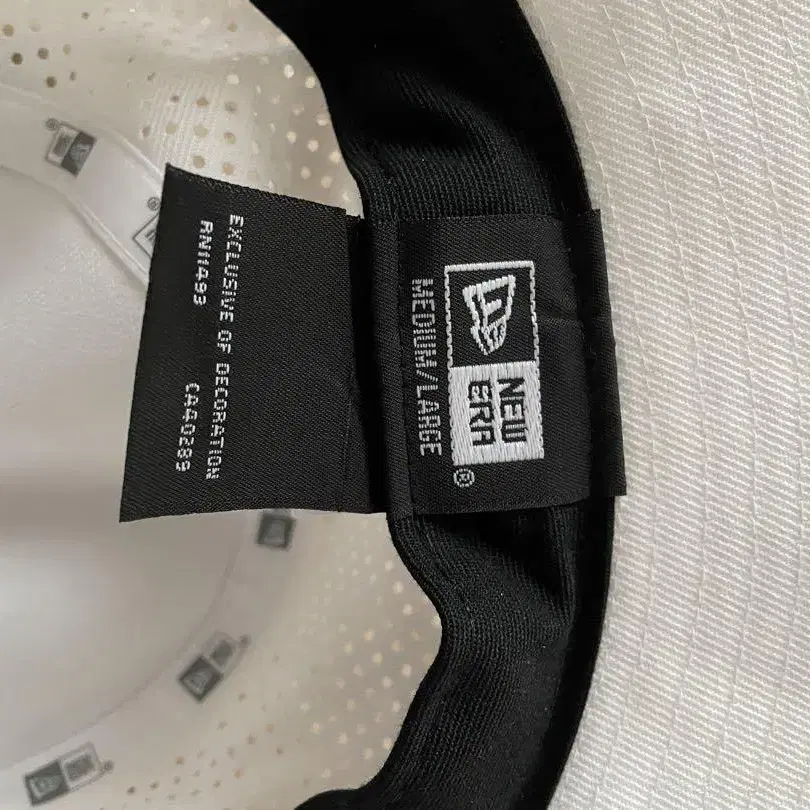 EXCLUSIVE OF DECORATION
RN11493 CA40289
MEDIUM/LARGE
NEW
ERA
®